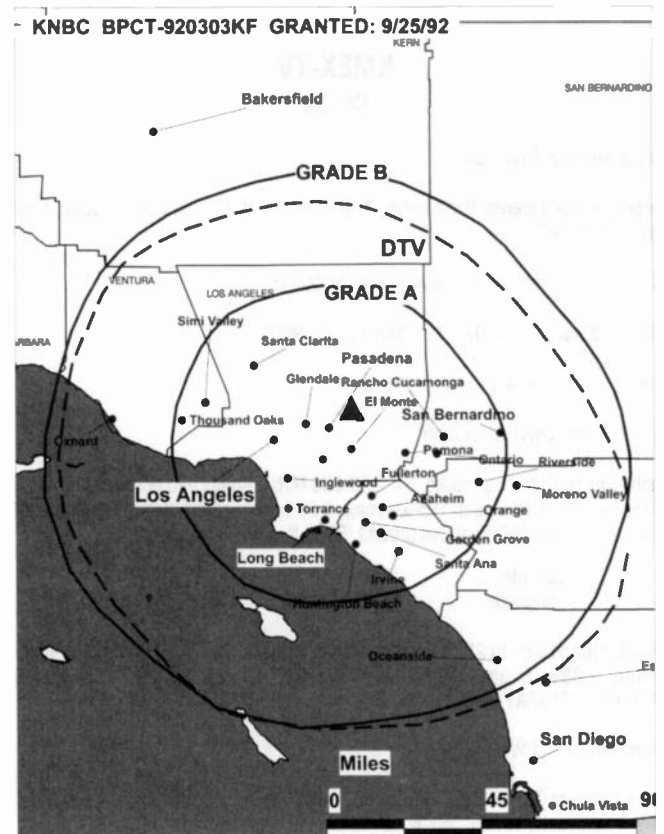 KNBC BPCT-920303KF GRANTED: 9/25/92
KERN
SAN BERNARDINO
Bakersfield
GRADE B
DTV
VENTURA
LOS ANGELES
GRADE A
Simi Valley
ARBARA
Santa Clarita
Pasadena
Glendale
Rancho Cucamonga
El Monte
San Bernardino
Thousand Oaks
Oxnard
Pomona
Ontario
Riverside
Fullerton
Inglewood
Moreno Valley
Los Angeles
Anaheim
Torrance
Orange
Garden Grove
Long Beach
Santa Ana
Irvine
Huntington Beach
Oceanside
Es
San Diego
Miles
0 45 90
Chula Vista